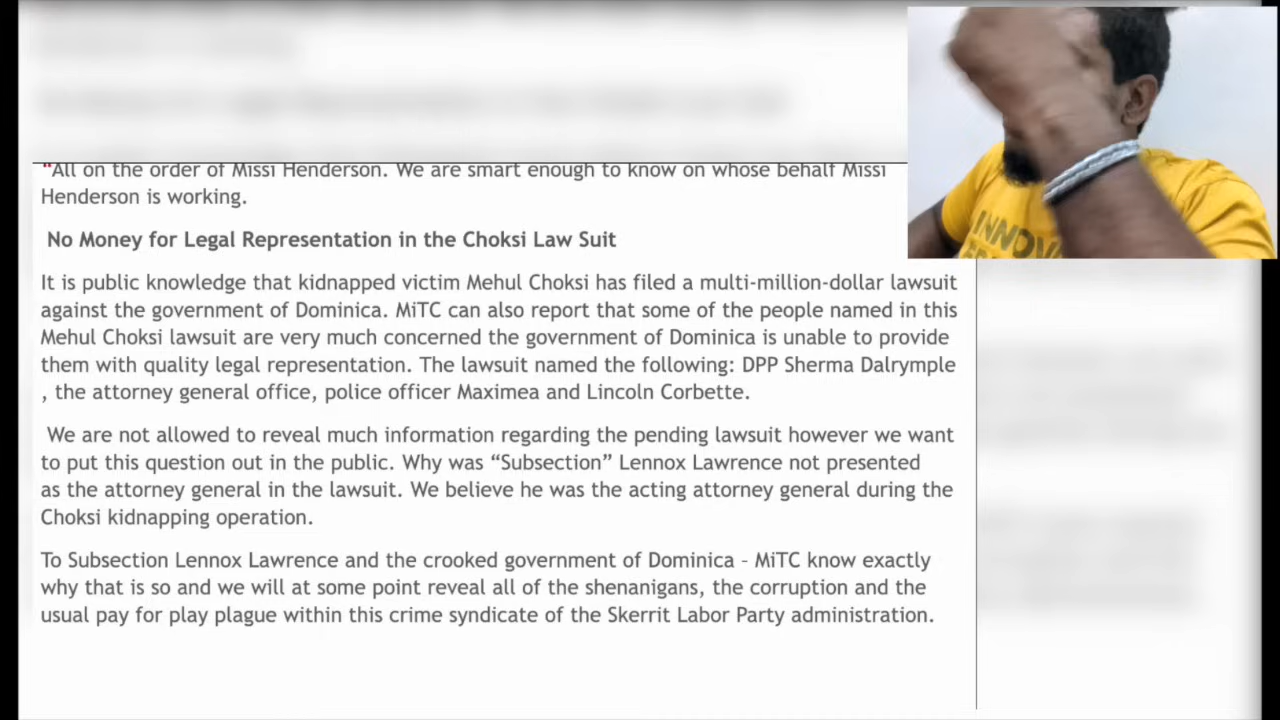 "All on the order of Missi Henderson. We are smart enough to know on whose behalf Missi
Henderson is working.
No Money for Legal Representation in the Choksi Law Suit
It is public knowledge that kidnapped victim Mehul Choksi has filed a multi-million-dollar lawsuit
against the government of Dominica. MiTC can also report that some of the people named in this
Mehul Choksi lawsuit are very much concerned the government of Dominica is unable to provide
them with quality legal representation. The lawsuit named the following: DPP Sherma Dalrymple
, the attorney general office, police officer Maximea and Lincoln Corbette.
We are not allowed to reveal much information regarding the pending lawsuit however we want
to put this question out in the public. Why was “Subsection” Lennox Lawrence not presented
as the attorney general in the lawsuit. We believe he was the acting attorney general during the
Choksi kidnapping operation.
To Subsection Lennox Lawrence and the crooked government of Dominica – MiTC know exactly
why that is so and we will at some point reveal all of the shenanigans, the corruption and the
usual pay for play plague within this crime syndicate of the Skerrit Labor Party administration.